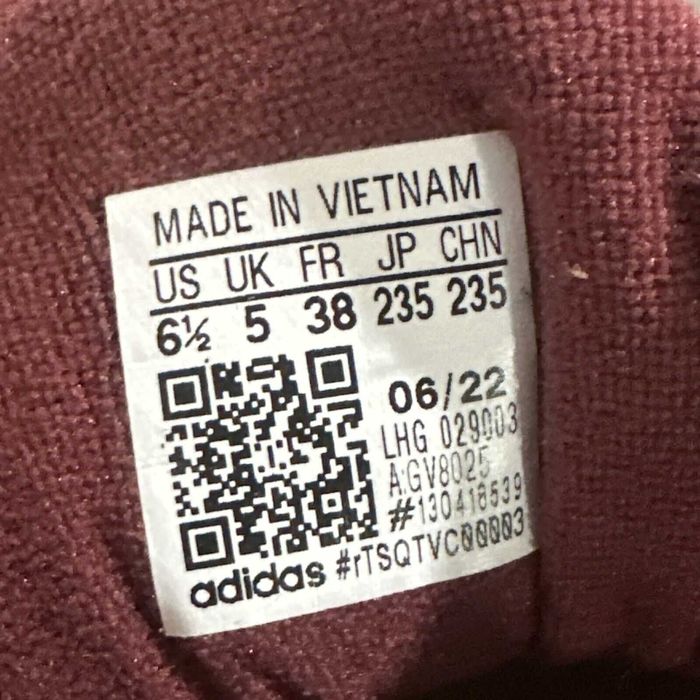 MADE IN VIETNAM
US UK FR JP CHN
6½ 5 38 235 235
06/22
LHG 029003
A:GV8025
#130416539
adidas #rTSQTVC00003